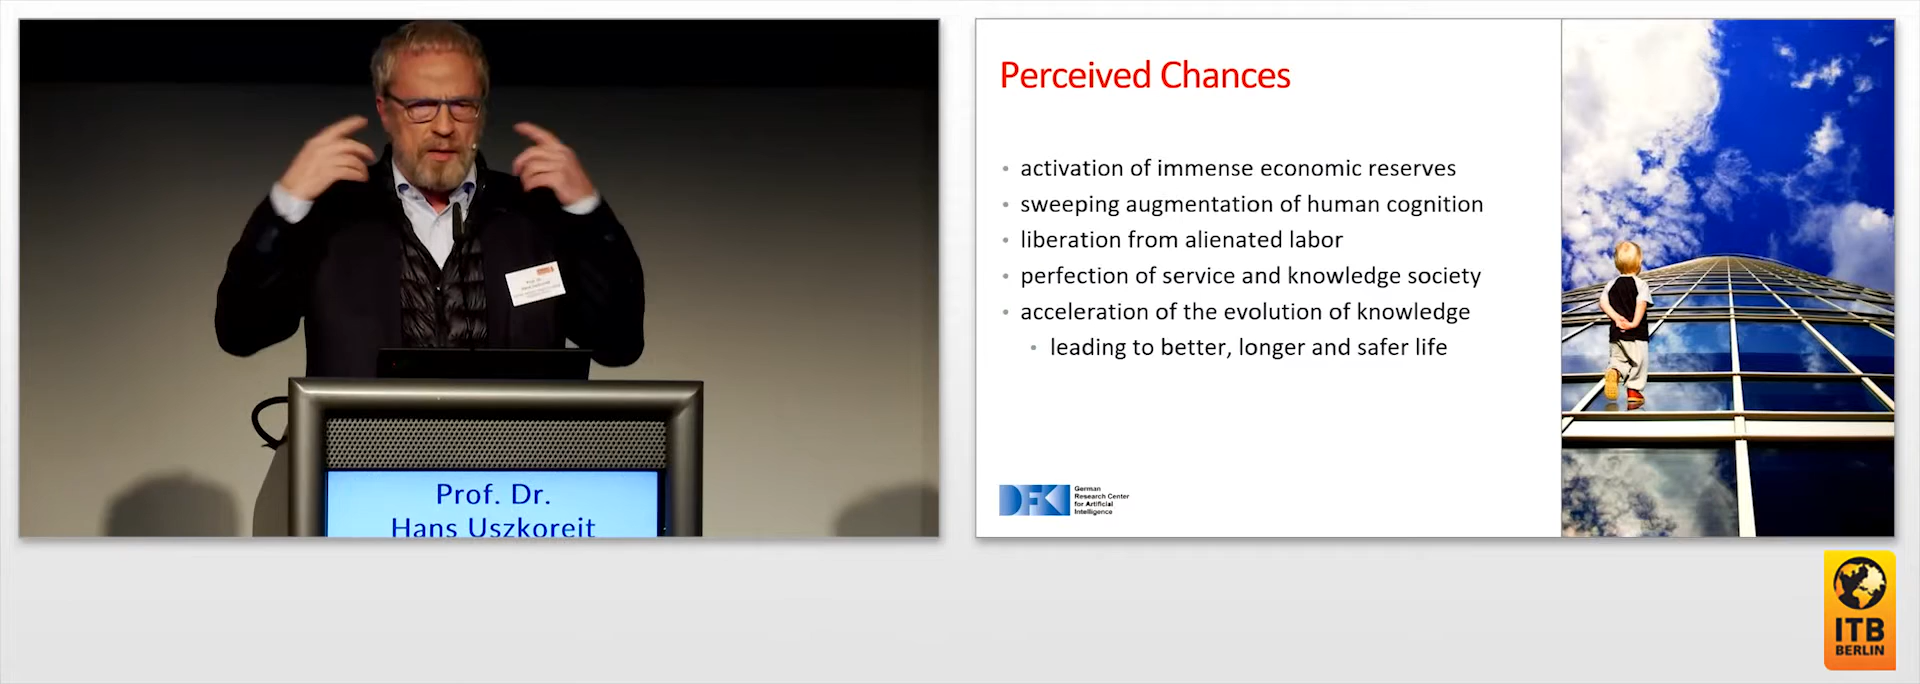 Prof. Dr.
Hans Uszkoreit
Perceived Chances
• activation of immense economic reserves
• sweeping augmentation of human cognition
• liberation from alienated labor
• perfection of service and knowledge society
• acceleration of the evolution of knowledge
• leading to better, longer and safer life
DFKI
German
Research Center
for Artificial
Intelligence
ITB
BERLIN